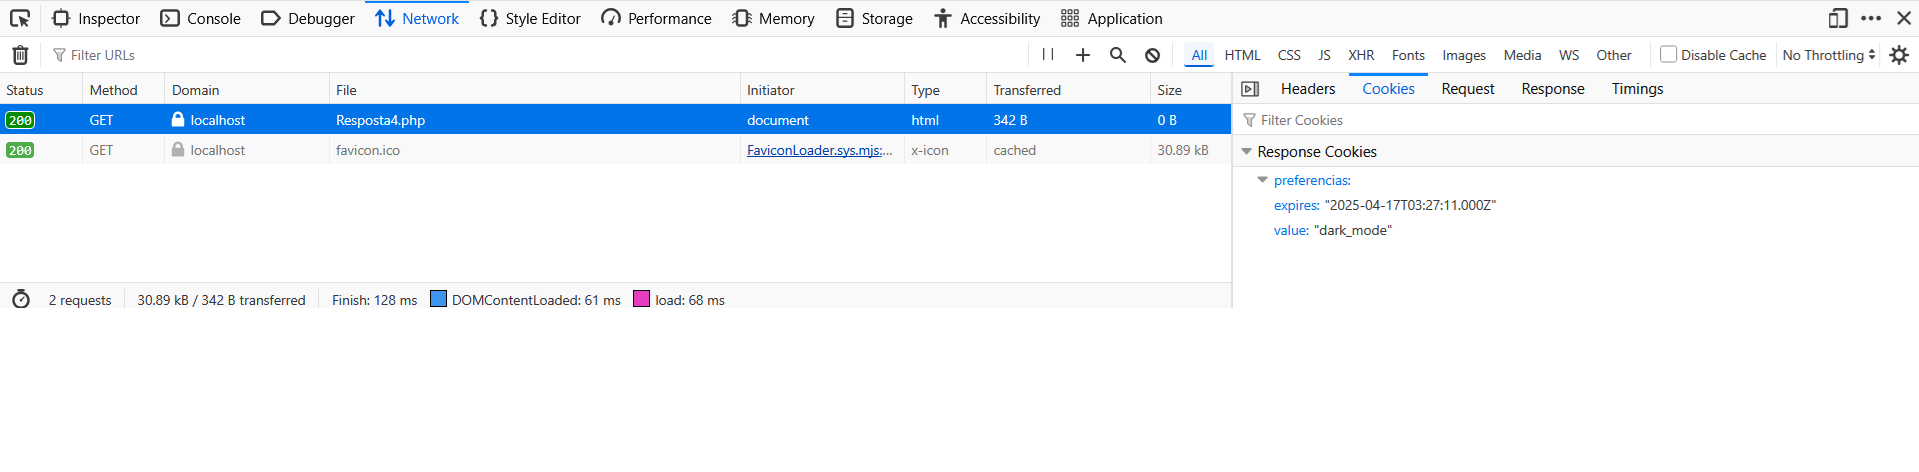 Inspector Console Debugger Network Style Editor Performance Memory Storage Accessibility Application
Filter URLs All HTML CSS JS XHR Fonts Images Media WS Other Disable Cache No Throttling
Status Method Domain File Initiator Type Transferred Size
200 GET localhost Resposta4.php document html 342 B 0 B
200 GET localhost favicon.ico FaviconLoader.sys.mjs:... x-icon cached 30.89 kB
2 requests 30.89 kB / 342 B transferred Finish: 128 ms DOMContentLoaded: 61 ms load: 68 ms
Headers Cookies Request Response Timings
Filter Cookies
Response Cookies
preferencias:
expires: "2025-04-17T03:27:11.000Z"
value: "dark_mode"